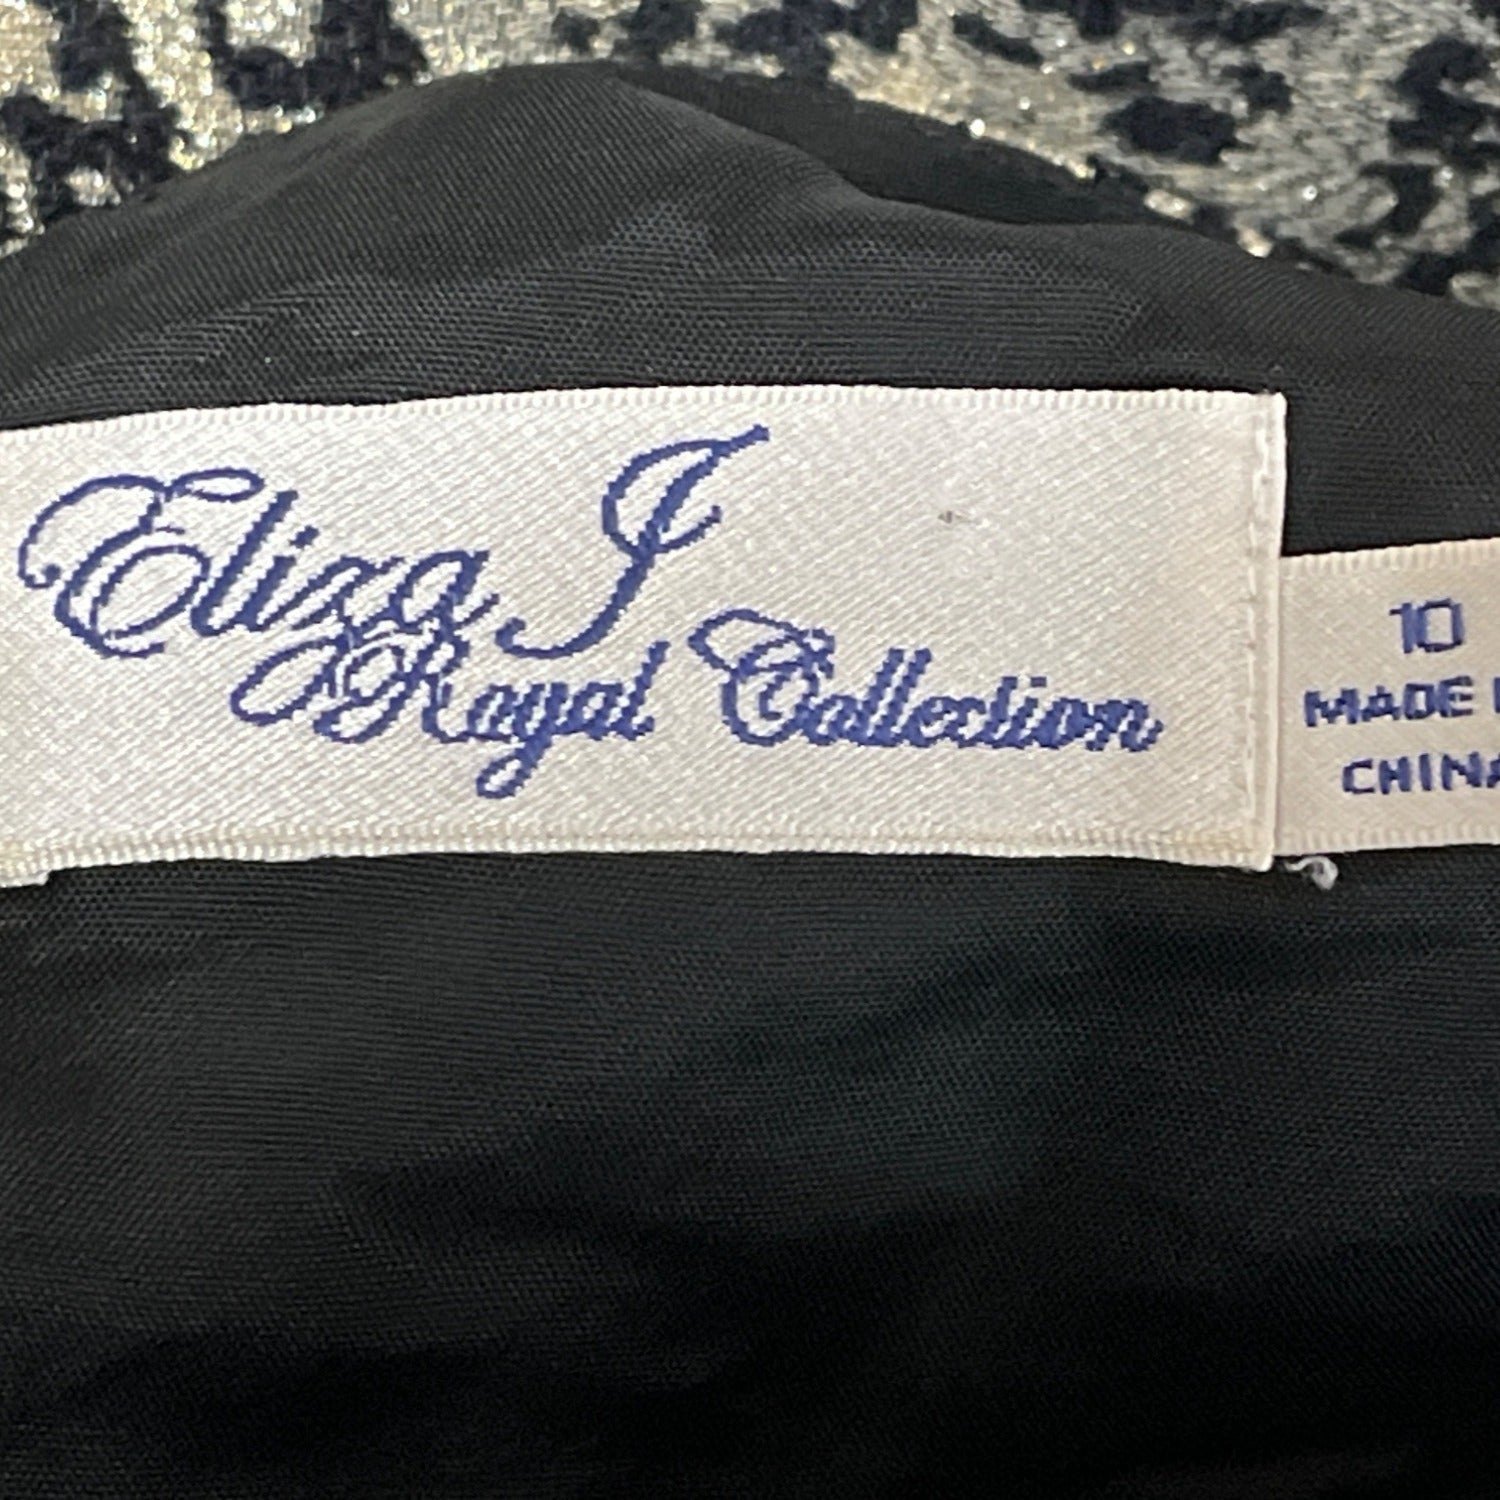 Eliza J
Royal Collection
10
MADE I
CHINA